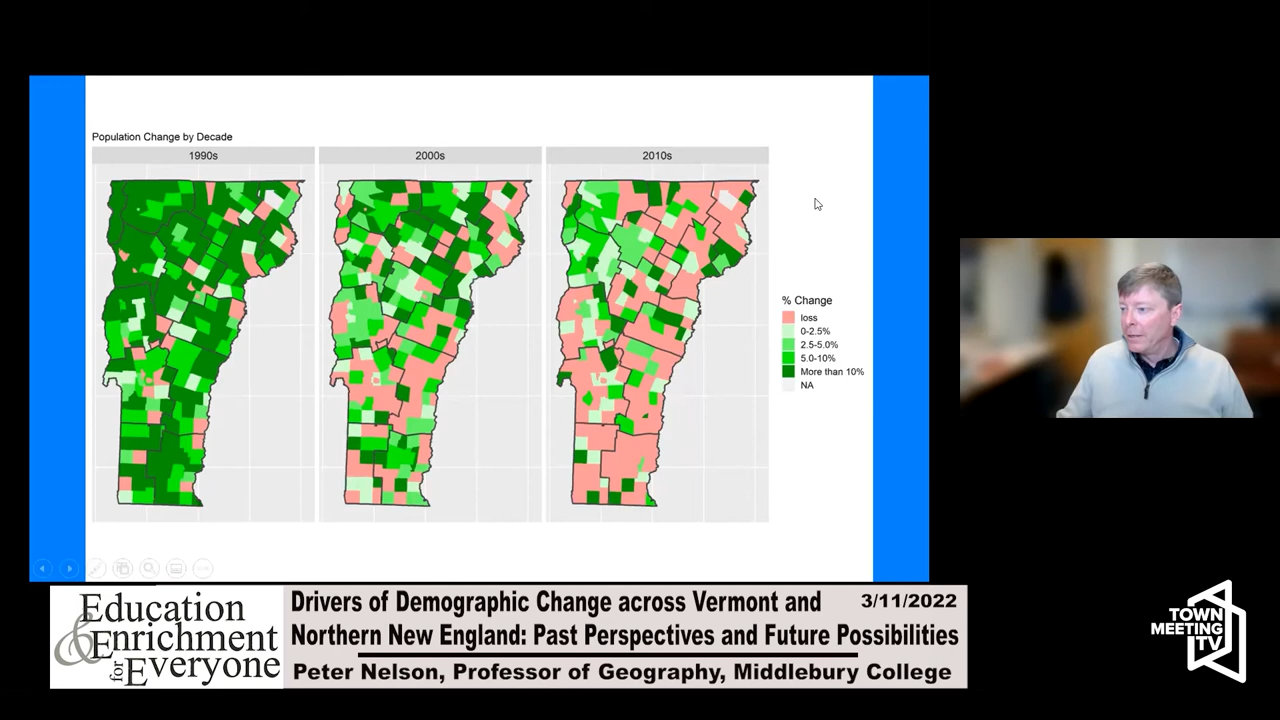 Population Change by Decade
1990s
2000s
2010s
% Change
loss
0-2.5%
2.5-5.0%
5.0-10%
More than 10%
NA
Education
& Enrichment
for Everyone
Drivers of Demographic Change across Vermont and 3/11/2022
Northern New England: Past Perspectives and Future Possibilities
Peter Nelson, Professor of Geography, Middlebury College
TOWN
MEETING
TV